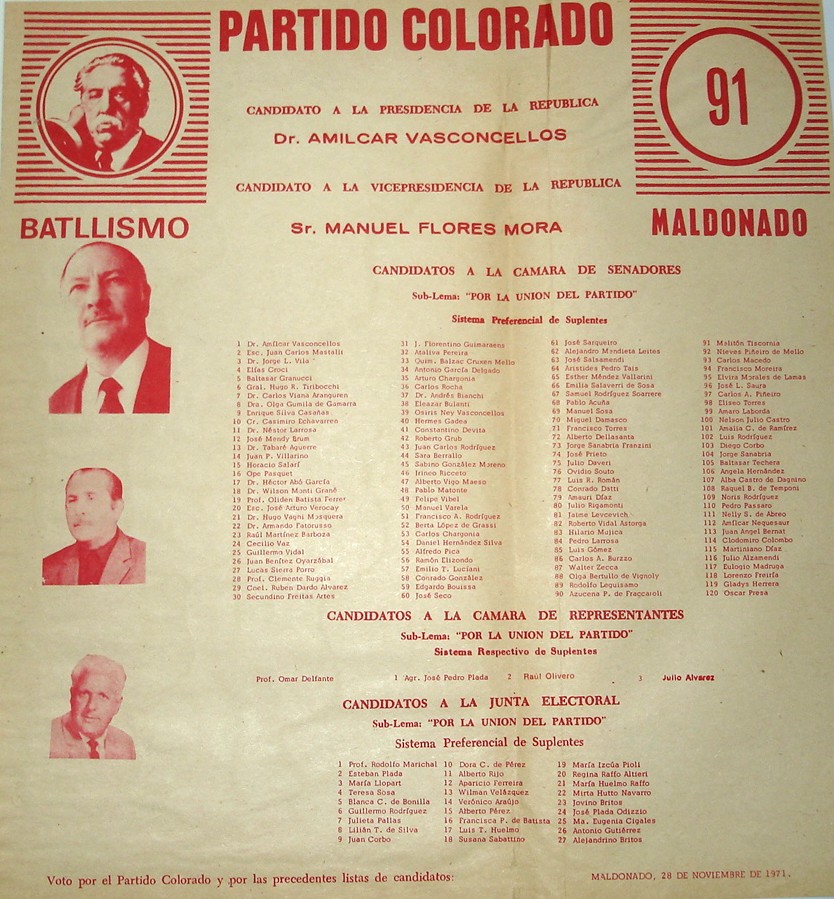 PARTIDO COLORADO
91
CANDIDATO A LA PRESIDENCIA DE LA REPUBLICA
Dr. AMILCAR VASCONCELLOS
CANDIDATO A LA VICEPRESIDENCIA DE LA REPUBLICA
BATLLISMO
Sr. MANUEL FLORES MORA
MALDONADO
CANDIDATOS A LA CAMARA DE SENADORES
Sub-Lema: "POR LA UNION DEL PARTIDO"
Sistema Preferencial de Suplentes
1 Dr. Amílcar Vasconcellos
2 Esc. Juan Carlos Mastalli
3 Dr. Jorge L. Vila
4 Elías Croci
5 Baltasar Granucci
6 Gral. Hugo R. Tiribocchi
7 Dr. Carlos Viana Aranguren
8 Dra. Olga Gumila de Gamarra
9 Enrique Silva Casañas
10 Cr. Casimiro Echavarren
11 Dr. Néstor Larrosa
12 José Mendy Brum
13 Dr. Tabaré Aguerre
14 Juan P. Villarino
15 Horacio Salarí
16 Ope Pasquet
17 Dr. Héctor Abó García
18 Dr. Wilson Monti Grané
19 Prof. Oliden Batista Ferrer
20 Esc. José Arturo Verocay
21 Dr. Hugo Vaghi Mosquera
22 Dr. Armando Fatorusso
23 Raúl Martínez Barboza
24 Cecilio Vaz
25 Guillermo Vidal
26 Juan Benítez Oyarzábal
27 Lucas Sierra Porro
28 Prof. Clemente Ruggia
29 Coel. Ruben Dardo Alvarez
30 Secundino Freitas Artes
31 J. Florentino Guimaraens
32 Ataliva Pereira
33 Quim. Balzac Cruxen Mello
34 Antonio García Delgado
35 Arturo Chargonia
36 Carlos Rocha
37 Dr. Andrés Bianchi
38 Eleazar Bulanti
39 Osiris Ney Vasconcellos
40 Hermes Gadea
41 Constantino Devita
42 Roberto Grub
43 Juan Carlos Rodríguez
44 Sara Berrallo
45 Sabino González Moreno
46 Irineo Ricceto
47 Alberto Vigo Maeso
48 Pablo Matonte
49 Felipe Vibel
50 Manuel Varela
51 Francisco A. Rodríguez
52 Berta López de Grassi
53 Carlos Chargonia
54 Daniel Hernández Silva
55 Alfredo Pica
56 Ramón Elizondo
57 Emilio T. Luciani
58 Conrado González
59 Edgardo Bouissa
60 José Seco
61 José Sarqueiro
62 Alejandro Mendieta Leites
63 José Salsamendi
64 Arístides Pedro Tais
65 Esther Méndez Vallarini
66 Emilia Salaverri de Sosa
67 Samuel Rodríguez Soarrere
68 Pablo Acuña
69 Manuel Sosa
70 Miguel Damasco
71 Francisco Torres
72 Alberto Dellasanta
73 Jorge Sanabria Franzini
74 José Prieto
75 Julio Daveri
76 Ovidio Souto
77 Luis R. Román
78 Conrado Datti
79 Amauri Díaz
80 Julio Rigamonti
81 Jaime Levcevich
82 Roberto Vidal Astorga
83 Hilario Mujica
84 Pedro Larrosa
85 Luis Gómez
86 Carlos A. Burzzo
87 Walter Zecca
88 Olga Bertullo de Vignoly
89 Rodolfo Leguisamo
90 Azucena P. de Fraccaroli
91 Malitón Tiscornia
92 Nieves Piñeiro de Mello
93 Carlos Macedo
94 Francisco Moreira
95 Elvira Morales de Lamas
96 José L. Saura
97 Carlos A. Piñeiro
98 Eliseo Torres
99 Amaro Laborda
100 Nelson Julio Castro
101 Amalia C. de Ramírez
102 Luis Rodríguez
103 Diego Corbo
104 Jorge Sanabria
105 Baltasar Techera
106 Angela Hernández
107 Alba Castro de Dagnino
108 Raquel B. de Temponi
109 Noris Rodríguez
110 Pedro Passaro
111 Nelly S. de Abreo
112 Amílcar Nequesaur
113 Juan Angel Bernat
114 Clodomiro Colombo
115 Martiniano Díaz
116 Julio Alzamendi
117 Eulogio Madruga
118 Lorenzo Freiría
119 Gladys Herrera
120 Oscar Presa
CANDIDATOS A LA CAMARA DE REPRESENTANTES
Sub-Lema: "POR LA UNION DEL PARTIDO"
Sistema Respectivo de Suplentes
Prof. Omar Delfante 1 Agr. José Pedro Plada 2 Raúl Olivero 3 Julio Alvarez
CANDIDATOS A LA JUNTA ELECTORAL
Sub-Lema: "POR LA UNION DEL PARTIDO"
Sistema Preferencial de Suplentes
1 Prof. Rodolfo Marichal
2 Esteban Plada
3 María Llopart
4 Teresa Sosa
5 Blanca C. de Bonilla
6 Guillermo Rodríguez
7 Julieta Pallas
8 Lilián T. de Silva
9 Juan Corbo
10 Dora C. de Pérez
11 Alberto Rijo
12 Aparicio Ferreira
13 Wilman Velázquez
14 Verónico Araújo
15 Alberto Pérez
16 Francisca P. de Batista
17 Luis T. Huelmo
18 Susana Sabattino
19 María Izcúa Pioli
20 Regina Raffo Altieri
21 María Huelmo Raffo
22 Mirta Hutto Navarro
23 Jovino Britos
24 José Plada Odizzio
25 Ma. Eugenia Cigales
26 Antonio Gutiérrez
27 Alejandrino Britos
Voto por el Partido Colorado y por las precedentes listas de candidatos:
MALDONADO, 28 DE NOVIEMBRE DE 1971.